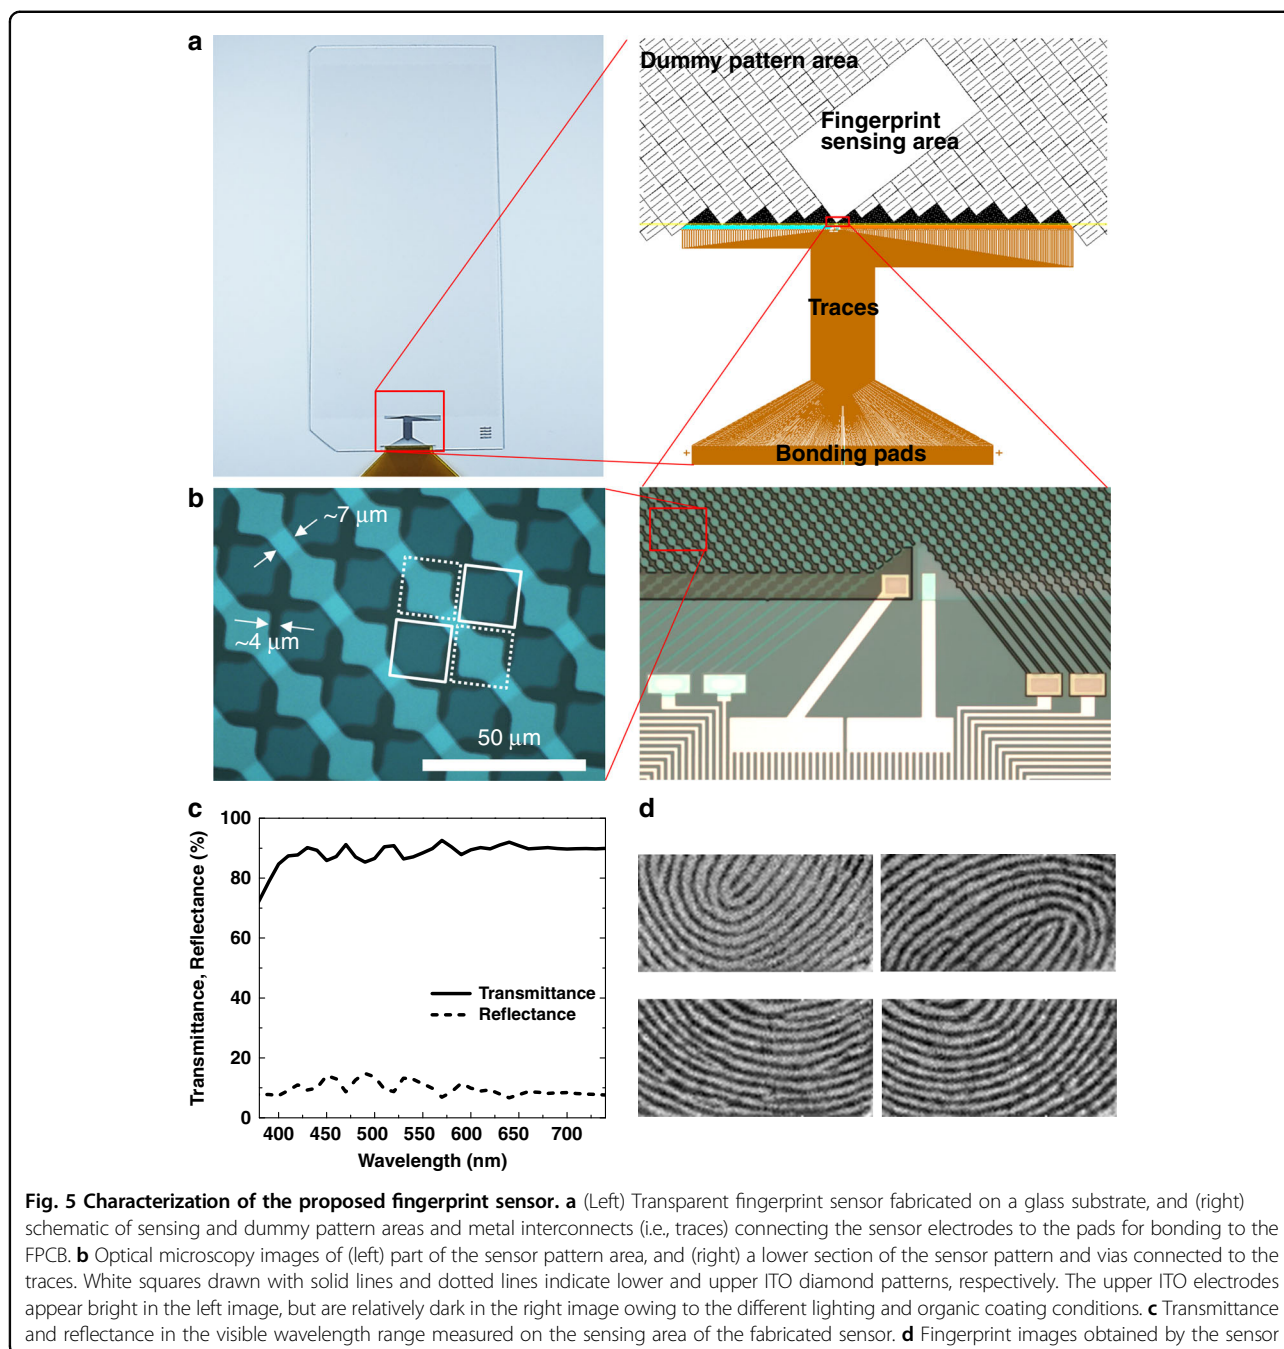 a
Dummy pattern area
Fingerprint
sensing area
Traces
Bonding pads
b
~7 μm
~4 μm
50 μm
c
100
80
60
40
20
0
Transmittance, Reflectance (%)
Transmittance
Reflectance
400 450 500 550 600 650 700
Wavelength (nm)
d
Fig. 5 Characterization of the proposed fingerprint sensor. a (Left) Transparent fingerprint sensor fabricated on a glass substrate, and (right)
schematic of sensing and dummy pattern areas and metal interconnects (i.e., traces) connecting the sensor electrodes to the pads for bonding to the
FPCB. b Optical microscopy images of (left) part of the sensor pattern area, and (right) a lower section of the sensor pattern and vias connected to the
traces. White squares drawn with solid lines and dotted lines indicate lower and upper ITO diamond patterns, respectively. The upper ITO electrodes
appear bright in the left image, but are relatively dark in the right image owing to the different lighting and organic coating conditions. c Transmittance
and reflectance in the visible wavelength range measured on the sensing area of the fabricated sensor. d Fingerprint images obtained by the sensor